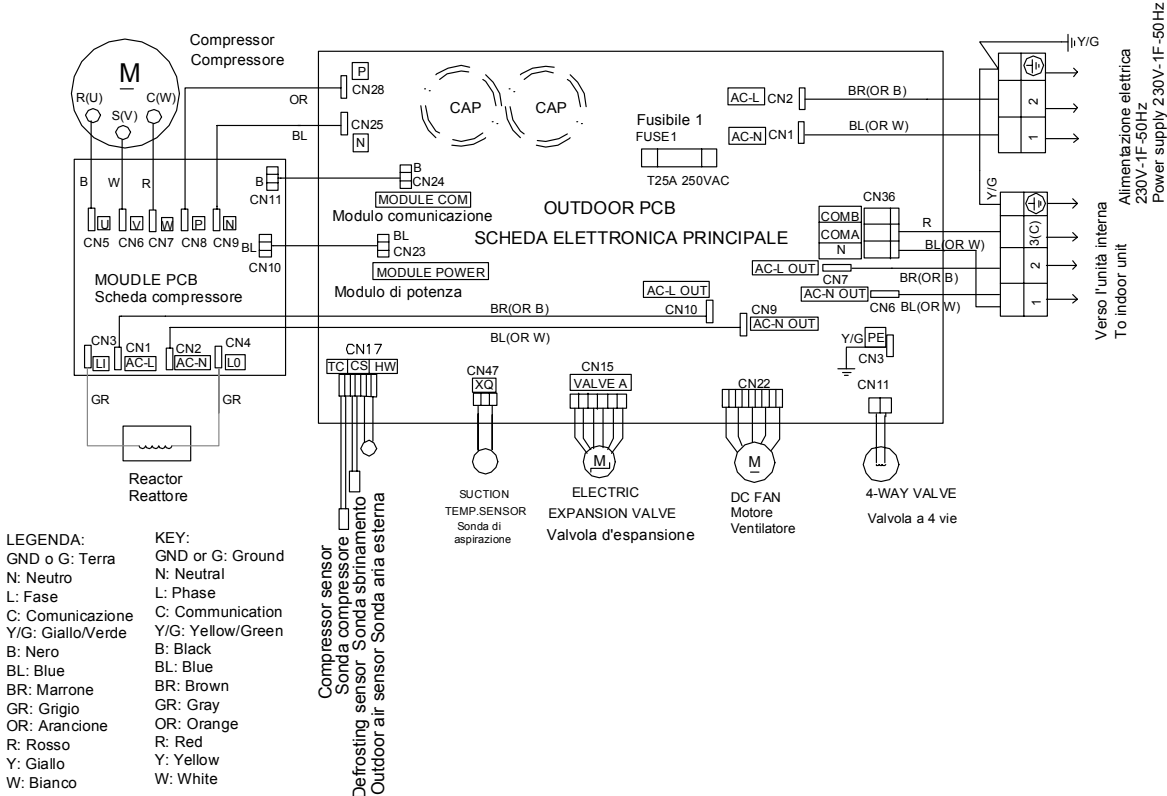 Compressor
Compressore
M
R(U)
S(V)
C(W)
OR
BL
P
CN28
CN25
N
CAP
CAP
Fusibile 1
FUSE1
T25A 250VAC
AC-L CN2
BR(OR B)
AC-N CN1
BL(OR W)
Y/G
2
1
Alimentazione elettrica
230V-1F-50Hz
Power supply 230V-1F-50Hz
B
W
R
U
V
W
P
N
CN5
CN6
CN7
CN8
CN9
B
CN11
B
CN24
MODULE COM
Modulo comunicazione
BL
CN10
BL
CN23
MODULE POWER
Modulo di potenza
OUTDOOR PCB
SCHEDA ELETTRONICA PRINCIPALE
CN36
COMB
COMA
N
R
BL(OR W)
Y/G
3(C)
2
1
Verso l'unità interna
To indoor unit
AC-L OUT
CN7
BR(OR B)
AC-N OUT
CN6
BL(OR W)
MOUDLE PCB
Scheda compressore
AC-L OUT
CN10
BR(OR B)
CN9
AC-N OUT
BL(OR W)
CN3
LI
CN1
AC-L
CN2
AC-N
CN4
L0
GR
GR
Reactor
Reattore
Y/G
PE
CN3
CN17
TC
CS
HW
CN47
XQ
CN15
VALVE A
CN22
CN11
M
M
SUCTION
TEMP.SENSOR
Sonda di
aspirazione
ELECTRIC
EXPANSION VALVE
Valvola d'espansione
DC FAN
Motore
Ventilatore
4-WAY VALVE
Valvola a 4 vie
Compressor sensor
Sonda compressore
Defrosting sensor Sonda sbrinamento
Outdoor air sensor Sonda aria esterna
LEGENDA:
GND o G: Terra
N: Neutro
L: Fase
C: Comunicazione
Y/G: Giallo/Verde
B: Nero
BL: Blue
BR: Marrone
GR: Grigio
OR: Arancione
R: Rosso
Y: Giallo
W: Bianco
KEY:
GND or G: Ground
N: Neutral
L: Phase
C: Communication
Y/G: Yellow/Green
B: Black
BL: Blue
BR: Brown
GR: Gray
OR: Orange
R: Red
Y: Yellow
W: White